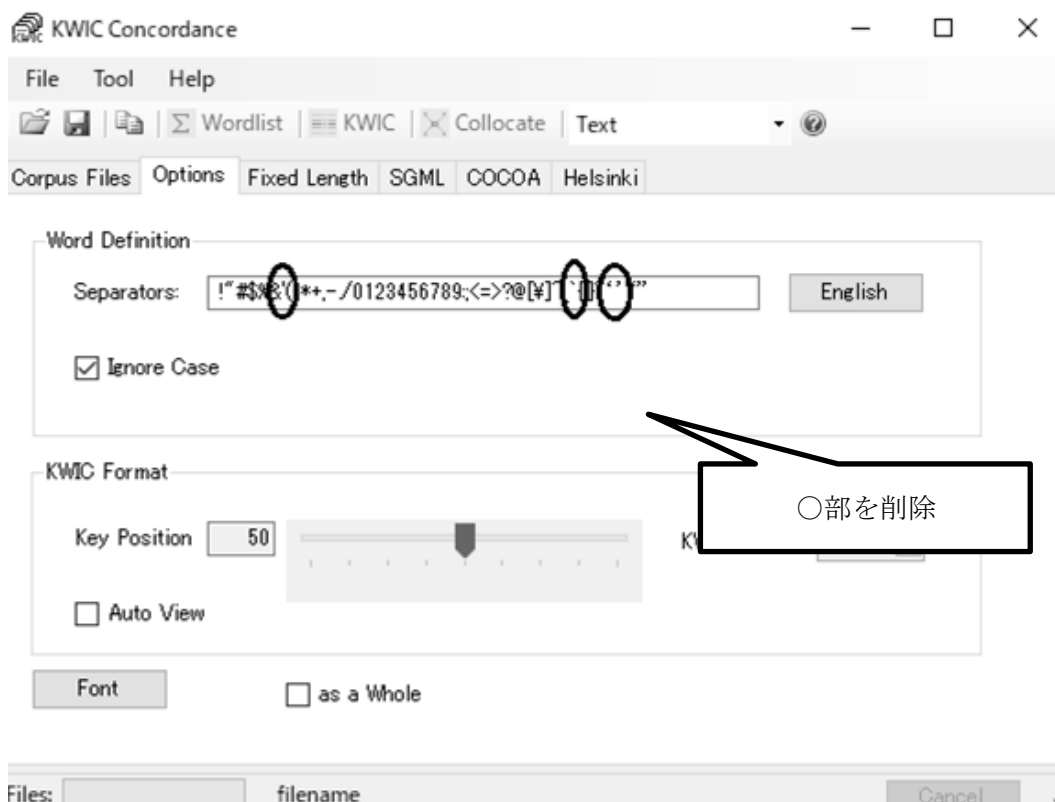 KWIC Concordance
File Tool Help
Wordlist KWIC Collocate Text
Corpus Files Options Fixed Length SGML COCOA Helsinki
Word Definition
Separators: !"#$%&'()*+,-./0123456789:;<=>?@[¥]^`{|}‘’“” English
Ignore Case
KWIC Format
〇部を削除
Key Position 50
Auto View
Font as a Whole
Files: filename Cancel